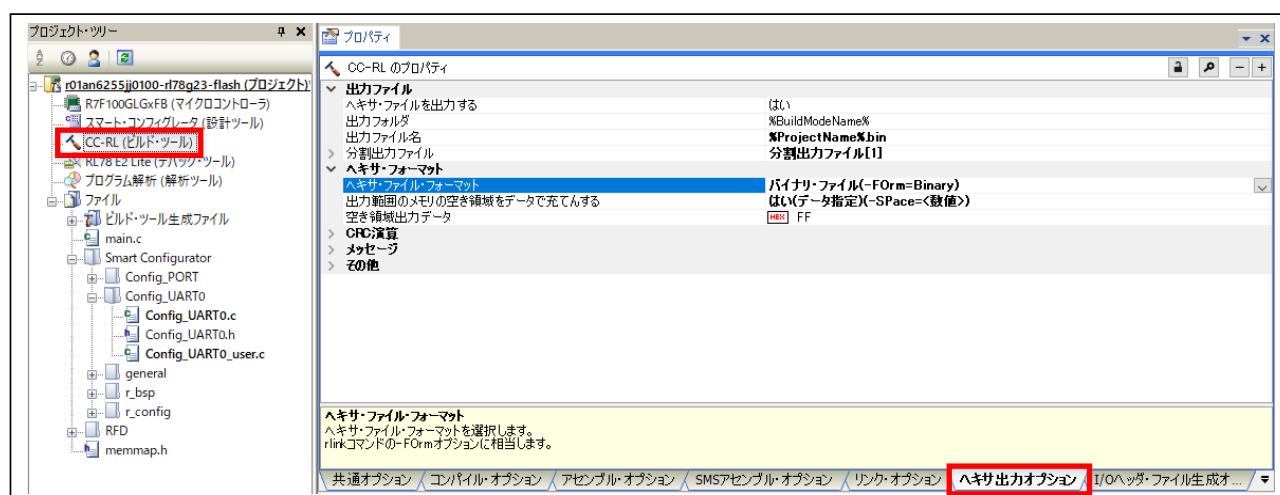 プロジェクト・ツリー
r01an6255jj0100-rl78g23-flash (プロジェクト)
R7F100GLGxFB (マイクロコントローラ)
スマート・コンフィグレータ (設計ツール)
CC-RL (ビルド・ツール)
RL78 E2 Lite (デバッグ・ツール)
プログラム解析 (解析ツール)
ファイル
ビルド・ツール生成ファイル
main.c
Smart Configurator
Config_PORT
Config_UART0
Config_UART0.c
Config_UART0.h
Config_UART0_user.c
general
r_bsp
r_config
RFD
memmap.h
プロパティ
CC-RL のプロパティ
出力ファイル
ヘキサ・ファイルを出力する はい
出力フォルダ %BuildModeName%
出力ファイル名 %ProjectName%.bin
分割出力ファイル 分割出力ファイル[1]
ヘキサ・フォーマット
ヘキサ・ファイル・フォーマット バイナリ・ファイル(-FOrm=Binary)
出力範囲のメモリの空き領域をデータで充てんする はい(データ指定)(-SPace=<数値>)
空き領域出力データ HEX FF
CRC演算
メッセージ
その他
ヘキサ・ファイル・フォーマット
ヘキサ・ファイル・フォーマットを選択します。
rlinkコマンドの-FOrmオプションに相当します。
共通オプション コンパイル・オプション アセンブル・オプション SMSアセンブル・オプション リンク・オプション ヘキサ出力オプション I/Oヘッダ・ファイル生成オ...